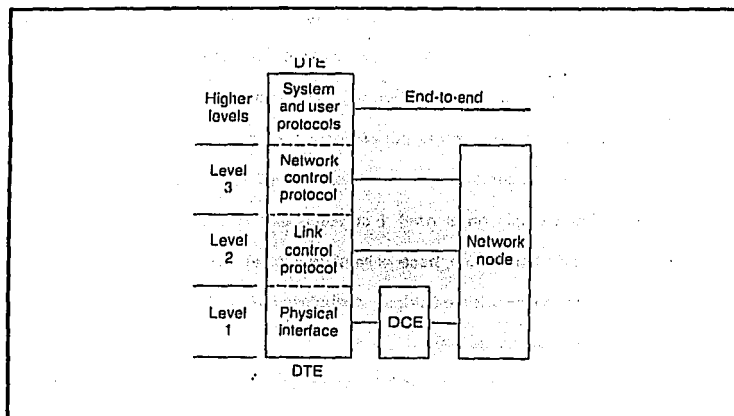 DTE
Higher levels
System and user protocols
End-to-end
Level 3
Network control protocol
Level 2
Link control protocol
Network node
Level 1
Physical interface
DCE
DTE